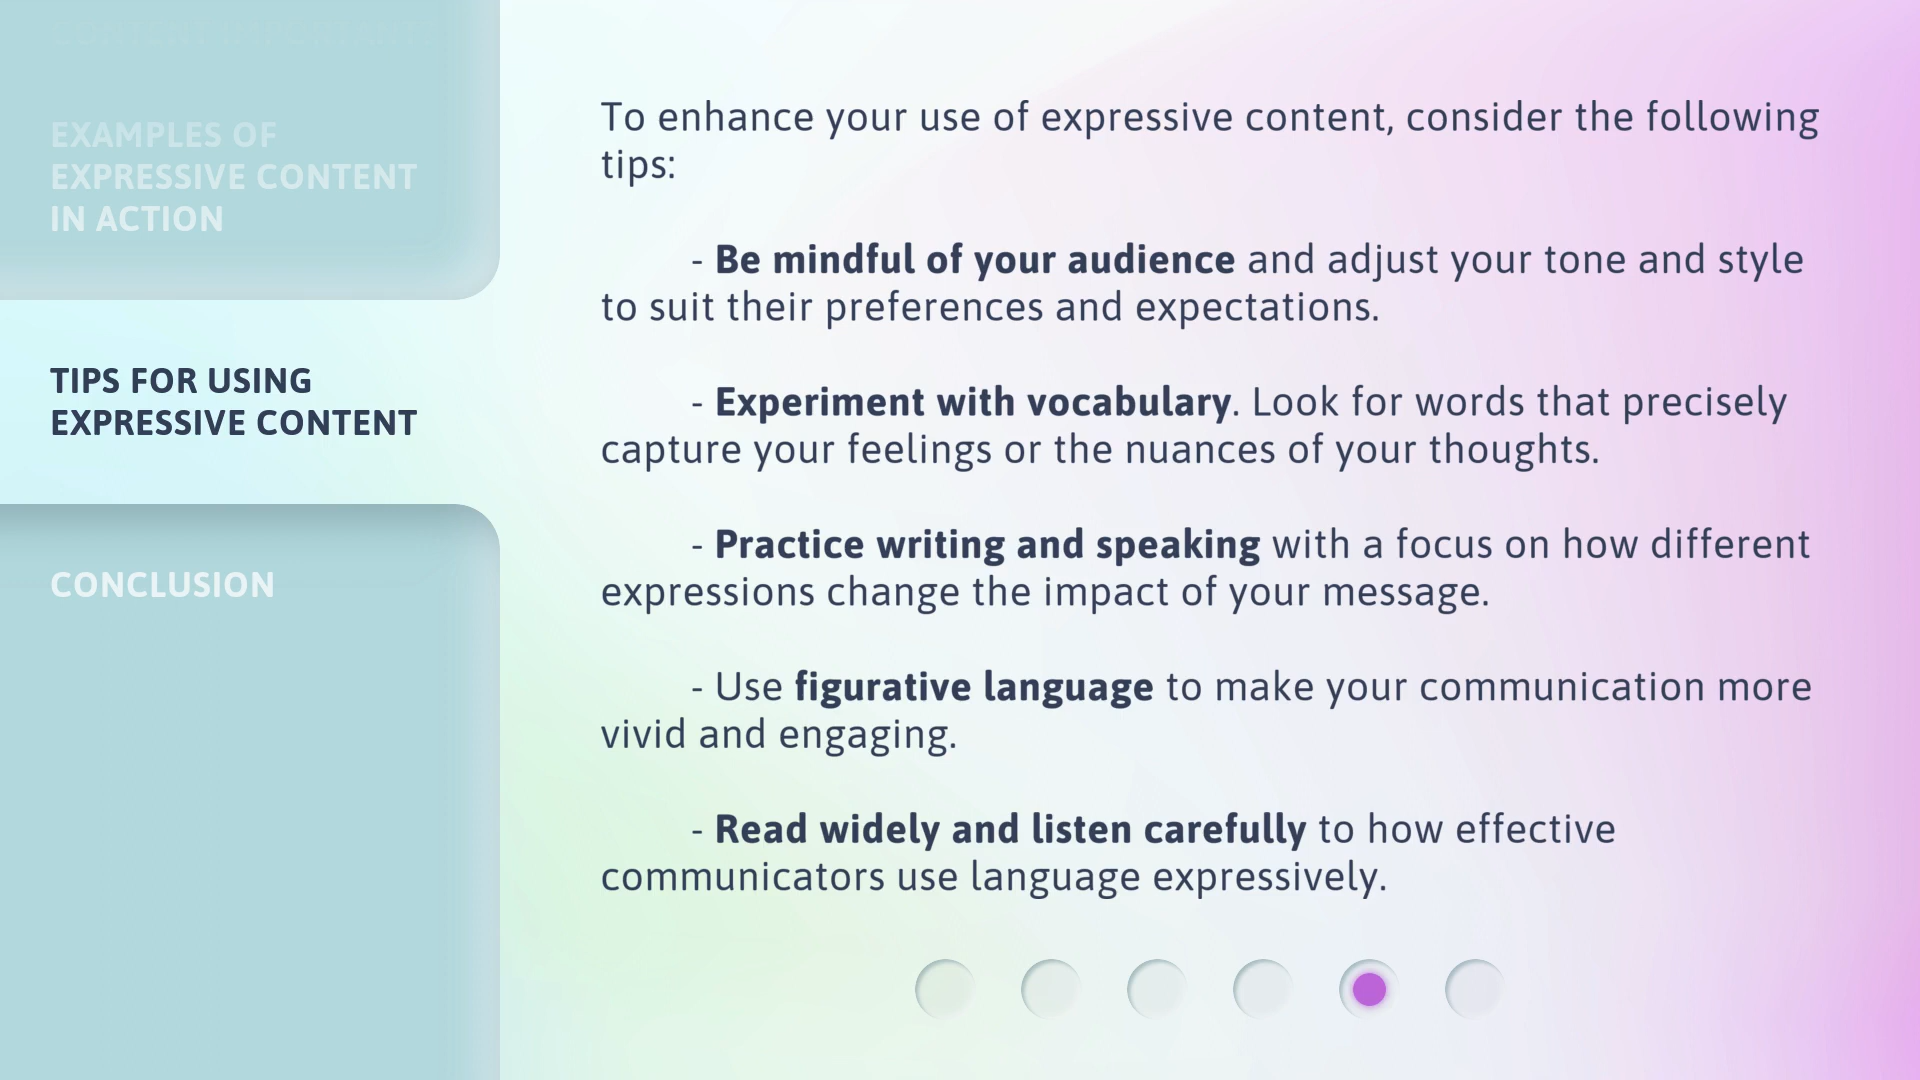 CONTENT IMPORTANT?
EXAMPLES OF
EXPRESSIVE CONTENT
IN ACTION
TIPS FOR USING
EXPRESSIVE CONTENT
CONCLUSION
To enhance your use of expressive content, consider the following
tips:
- Be mindful of your audience and adjust your tone and style
to suit their preferences and expectations.
- Experiment with vocabulary. Look for words that precisely
capture your feelings or the nuances of your thoughts.
- Practice writing and speaking with a focus on how different
expressions change the impact of your message.
- Use figurative language to make your communication more
vivid and engaging.
- Read widely and listen carefully to how effective
communicators use language expressively.